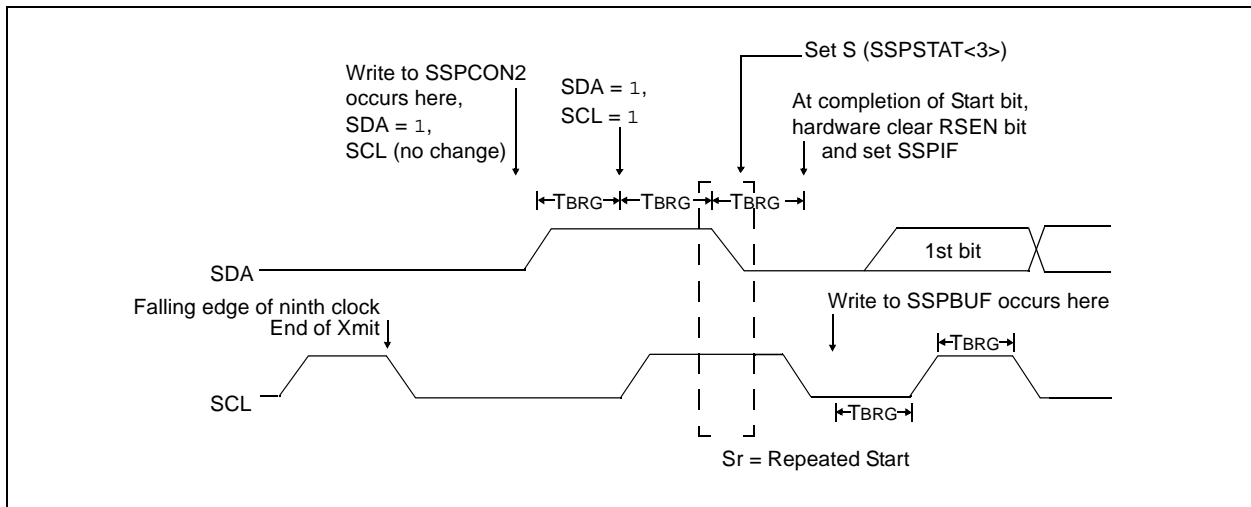 Set S (SSPSTAT<3>)
Write to SSPCON2
occurs here,
SDA = 1,
SCL (no change)
SDA = 1,
SCL = 1
At completion of Start bit,
hardware clear RSEN bit
and set SSPIF
TBRG
TBRG
TBRG
SDA
1st bit
Falling edge of ninth clock
End of Xmit
Write to SSPBUF occurs here
TBRG
SCL
TBRG
Sr = Repeated Start